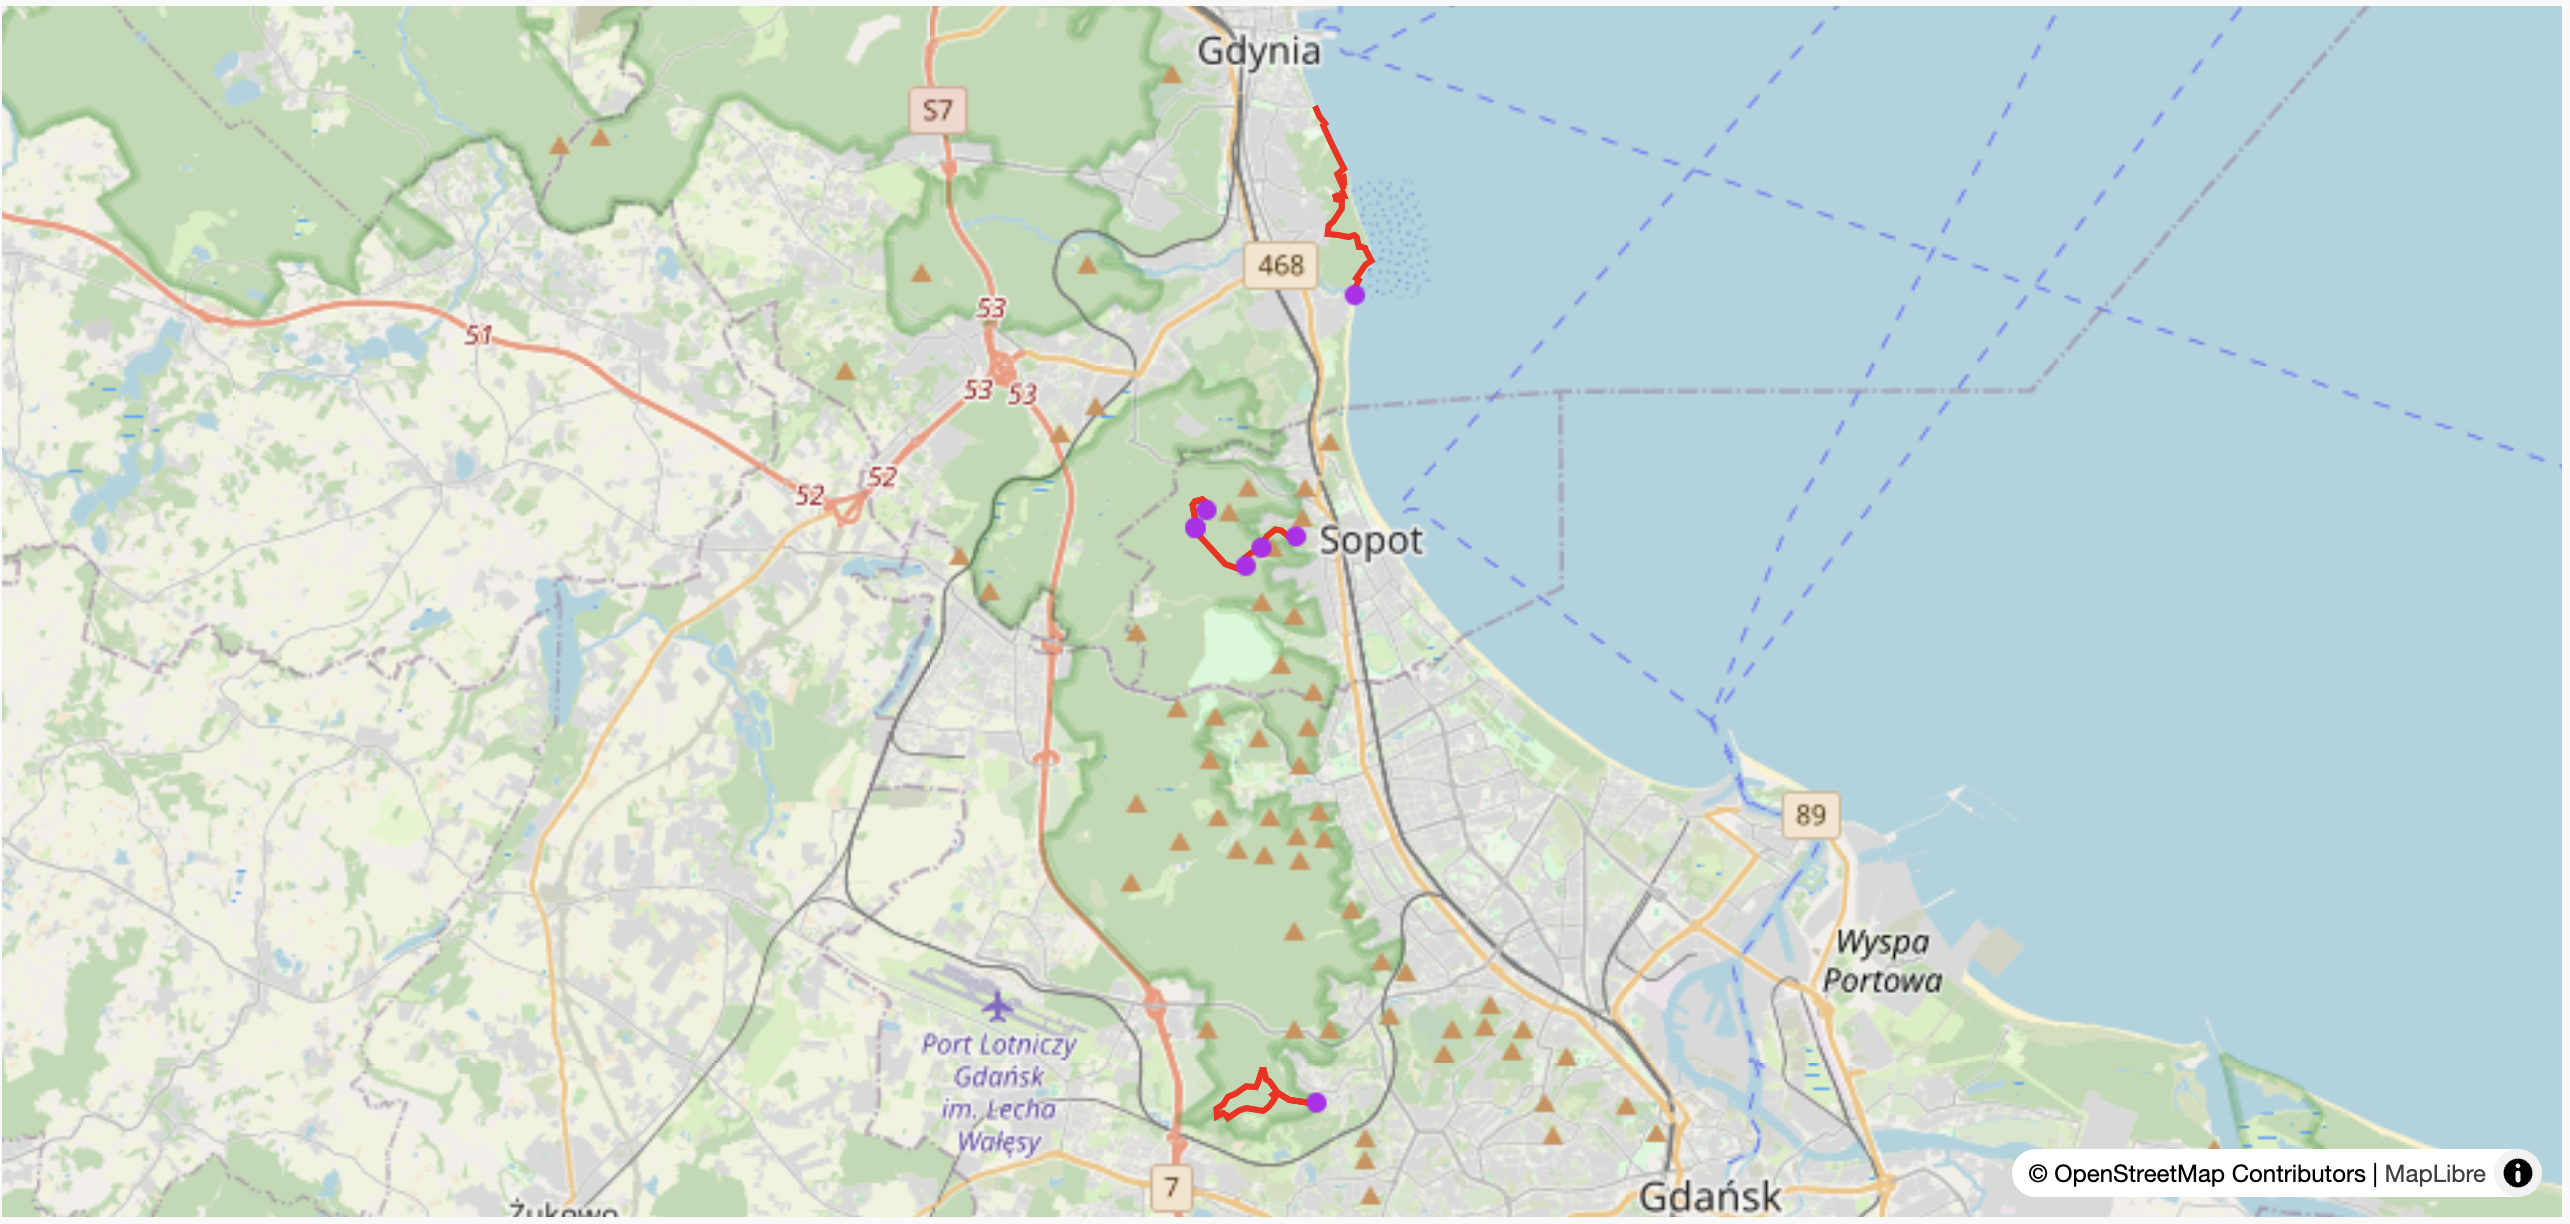 Gdynia
S7
468
53
51
53
53
52
52
Sopot
89
Wyspa
Portowa
Port Lotniczy
Gdańsk
im. Lecha
Wałęsy
7
Gdańsk
Żukowo
© OpenStreetMap Contributors | MapLibre